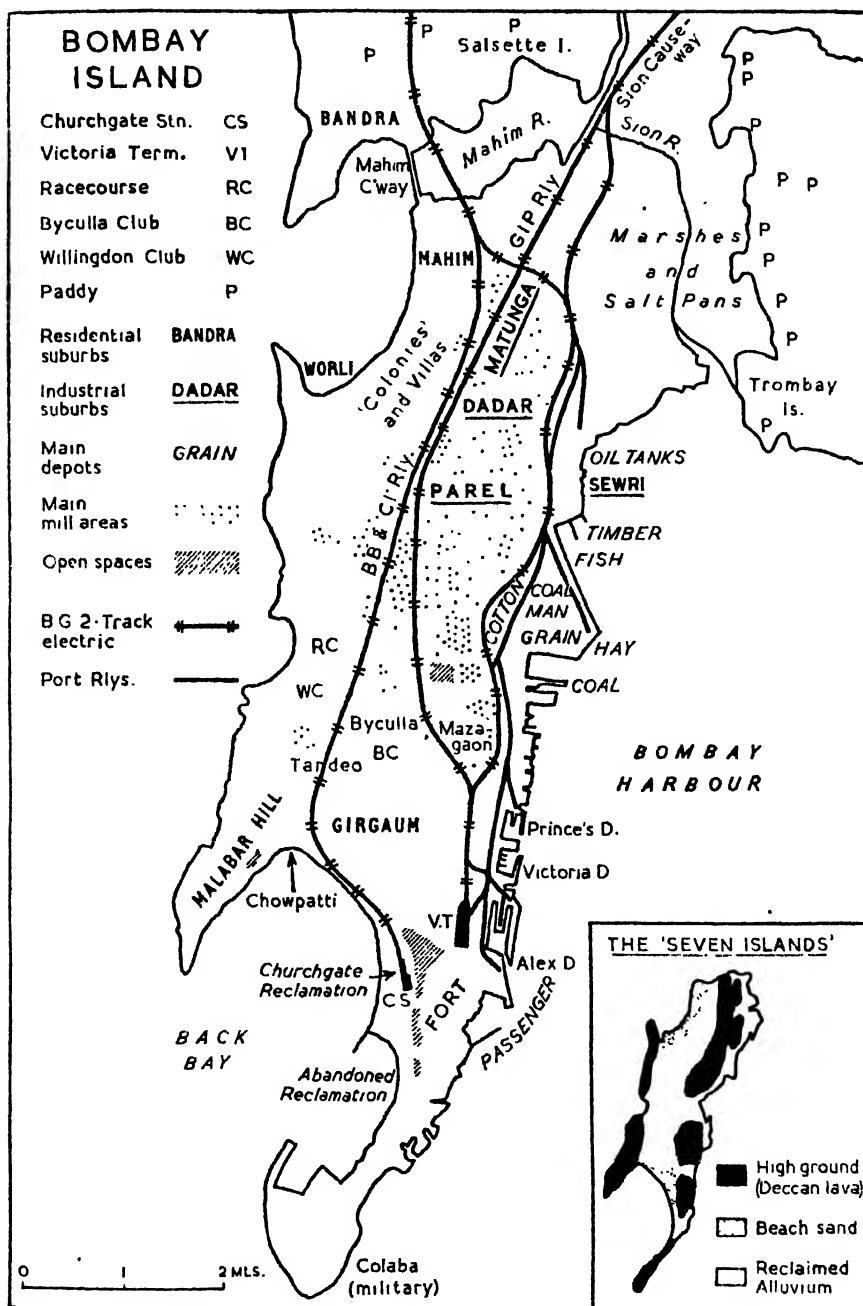 BOMBAY
ISLAND
Churchgate Stn. CS
Victoria Term. V1
Racecourse RC
Byculla Club BC
Willingdon Club WC
Paddy P
Residential
suburbs BANDRA
Industrial
suburbs DADAR
Main
depots GRAIN
Main
mill areas
Open spaces
B G 2-Track
electric
Port Rlys.
0 1 2 MLS.
P
P
P
Salsette I.
Sion Cause-
way
BANDRA
Mahim R.
Sion R.
Mahim
C'way
P
P
P
P
P P
P
P
P
P
P
P
Marshes
and
Salt Pans
Trombay
Is.
P
GIP Rly
MAHIM
MATUNGA
WORLI
'Colonies'
and Villas
DADAR
PAREL
BB & CI Rly.
OIL TANKS
SEWRI
TIMBER
FISH
COTTON
COAL
MAN
GRAIN
HAY
COAL
RC
WC
Byculla
BC
Maza-
gaon
Tardeo
BOMBAY
HARBOUR
GIRGAUM
MALABAR HILL
Prince's D.
Victoria D
Chowpatti
V.T
Alex D
Churchgate
Reclamation
C S
FORT
PASSENGER
BACK
BAY
Abandoned
Reclamation
Colaba
(military)
THE 'SEVEN ISLANDS'
High ground
(Deccan lava)
Beach sand
Reclaimed
Alluvium